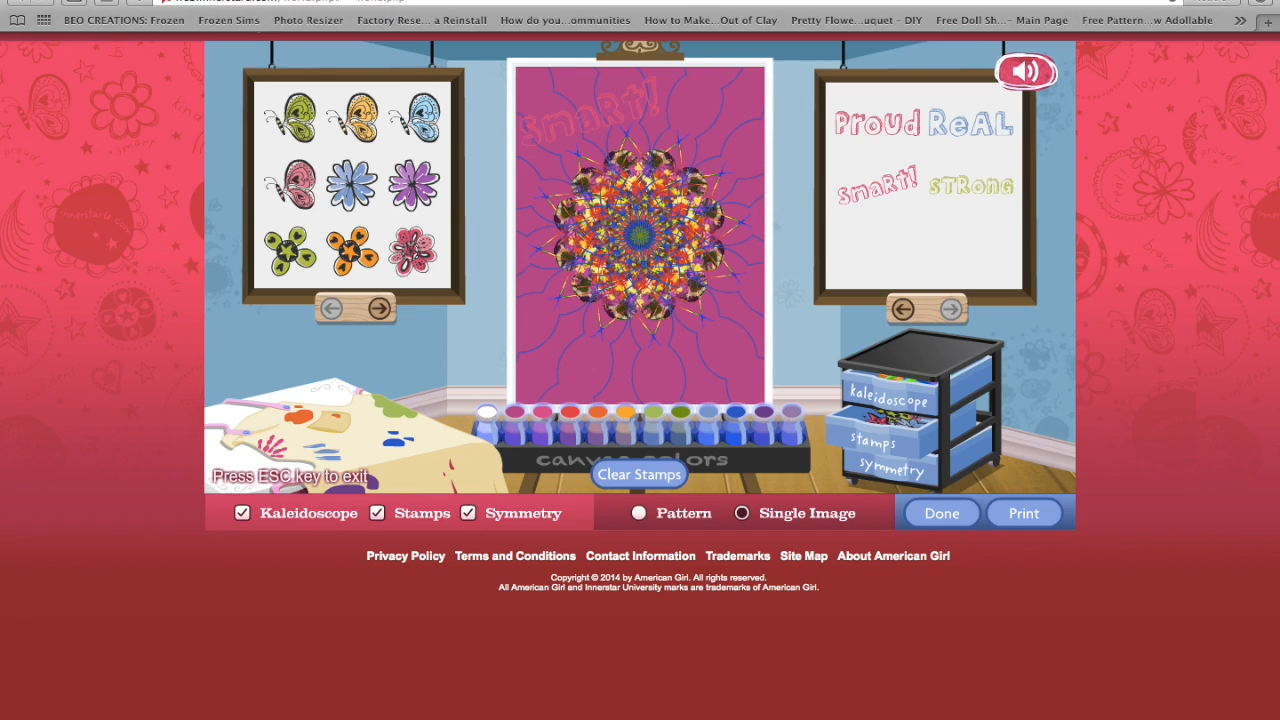 BEO CREATIONS: Frozen Frozen Sims Photo Resizer Factory Rese... a Reinstall How do you...ommunities How to Make...Out of Clay Pretty Flowe...uquet - DIY Free Doll Sh...- Main Page Free Pattern...w Adollable
smaRt!
PRouD ReAL
smaRt! STRonG
kaleidoscope
stamps
symmetry
canvas colors
Clear Stamps
Press ESC key to exit
Kaleidoscope Stamps Symmetry Pattern Single Image Done Print
Privacy Policy Terms and Conditions Contact Information Trademarks Site Map About American Girl
Copyright © 2014 by American Girl. All rights reserved.
All American Girl and Innerstar University marks are trademarks of American Girl.